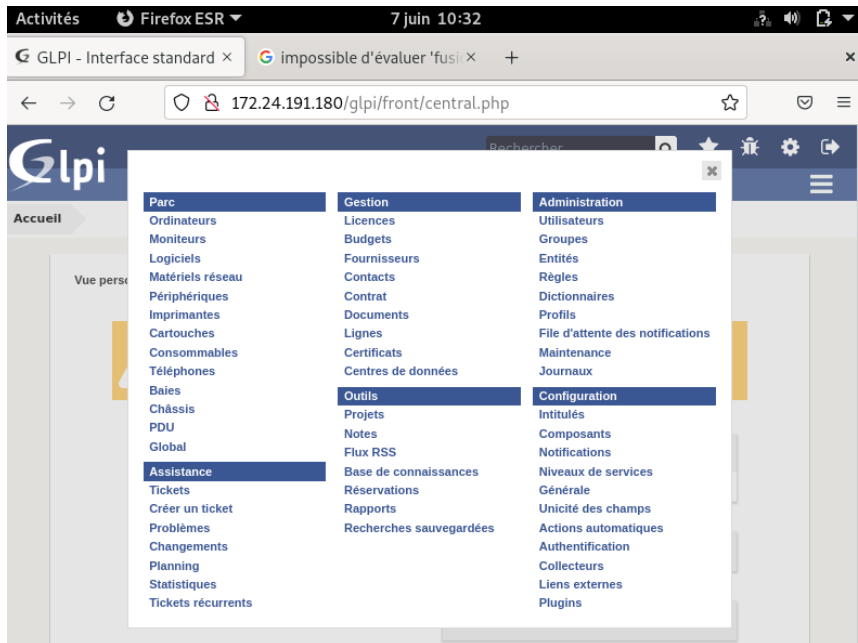 Activités Firefox ESR 7 juin 10:32
GLPI - Interface standard × impossible d'évaluer 'fusi × + ×
172.24.191.180/glpi/front/central.php
Glpi
Rechercher
Accueil
Vue perso
Parc
Ordinateurs
Moniteurs
Logiciels
Matériels réseau
Périphériques
Imprimantes
Cartouches
Consommables
Téléphones
Baies
Châssis
PDU
Global
Assistance
Tickets
Créer un ticket
Problèmes
Changements
Planning
Statistiques
Tickets récurrents
Gestion
Licences
Budgets
Fournisseurs
Contacts
Contrat
Documents
Lignes
Certificats
Centres de données
Outils
Projets
Notes
Flux RSS
Base de connaissances
Réservations
Rapports
Recherches sauvegardées
Administration
Utilisateurs
Groupes
Entités
Règles
Dictionnaires
Profils
File d'attente des notifications
Maintenance
Journaux
Configuration
Intitulés
Composants
Notifications
Niveaux de services
Générale
Unicité des champs
Actions automatiques
Authentification
Collecteurs
Liens externes
Plugins